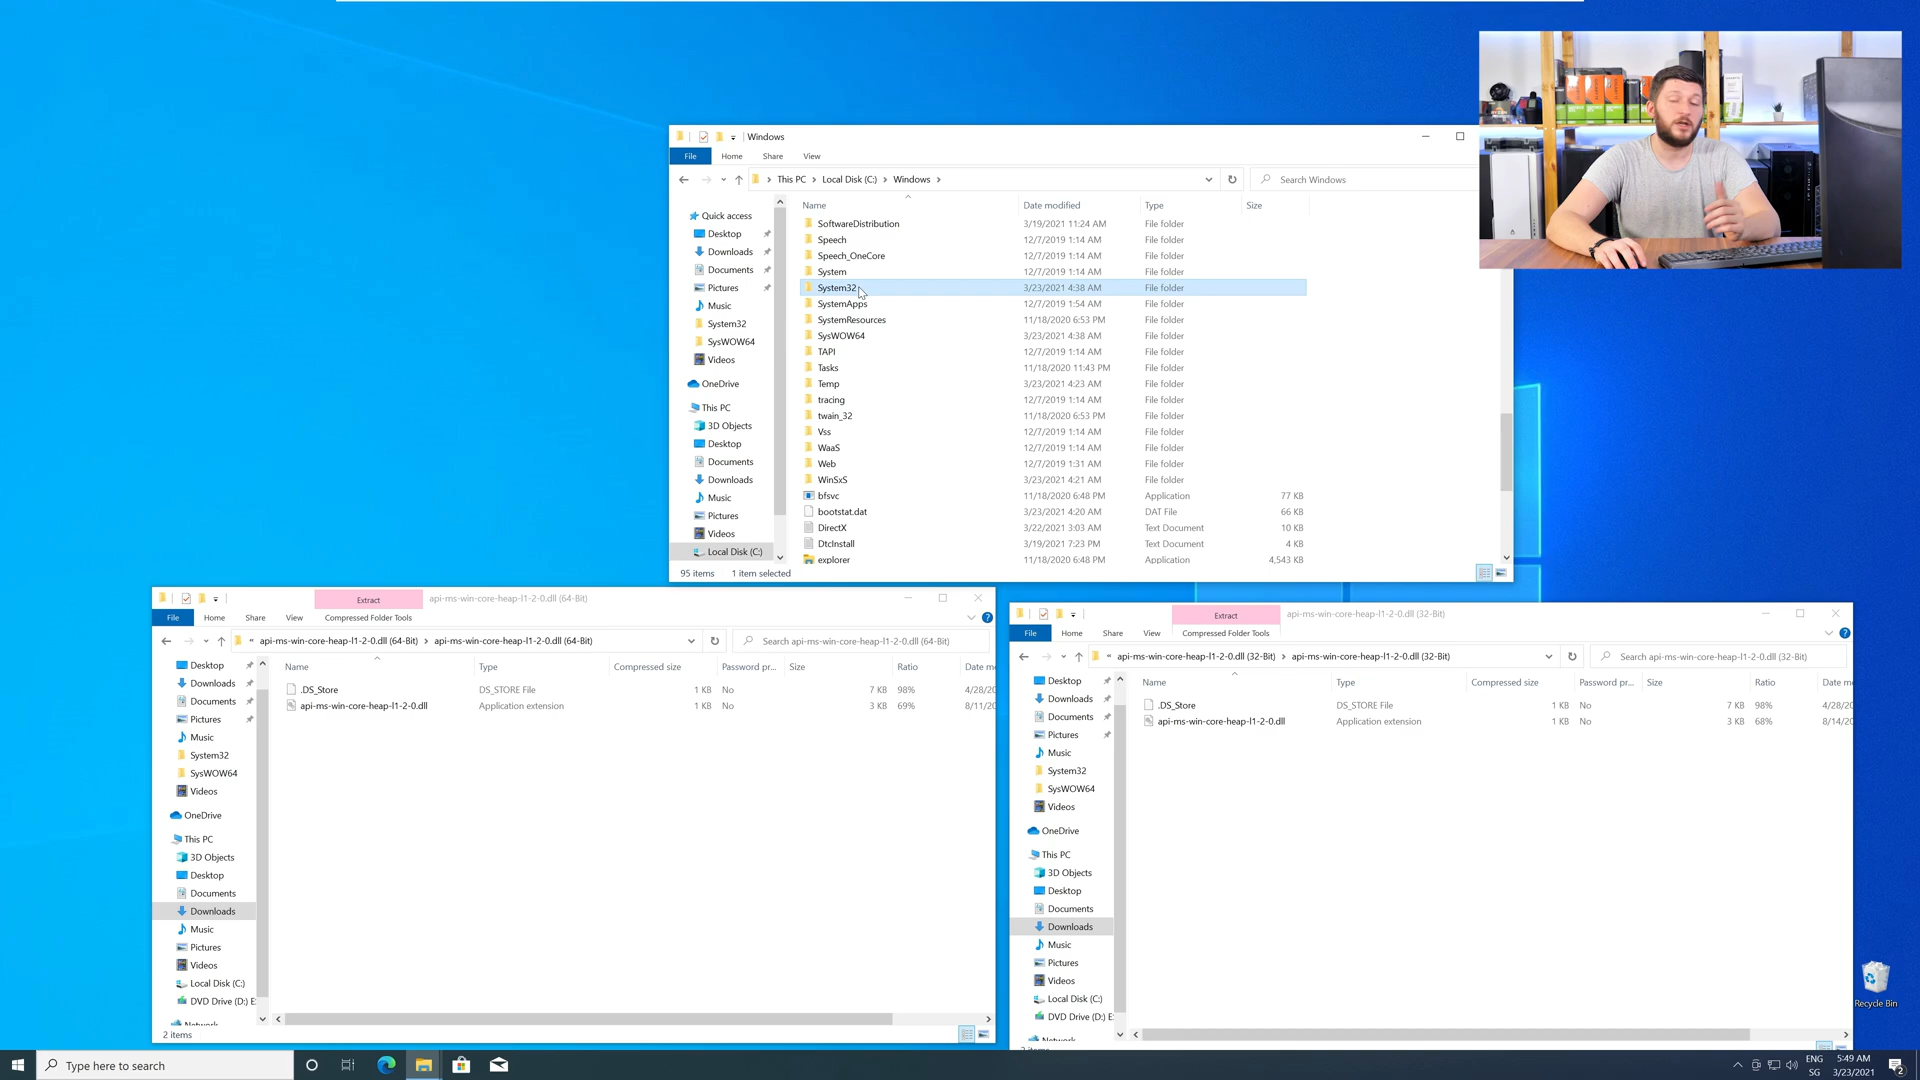 Windows
File Home Share View
This PC Local Disk (C:) Windows
Search Windows
Name Date modified Type Size
Quick access
Desktop
Downloads
Documents
Pictures
Music
System32
SysWOW64
Videos
OneDrive
This PC
3D Objects
Desktop
Documents
Downloads
Music
Pictures
Videos
Local Disk (C:)
SoftwareDistribution 3/19/2021 11:24 AM File folder
Speech 12/7/2019 1:14 AM File folder
Speech_OneCore 12/7/2019 1:14 AM File folder
System 12/7/2019 1:14 AM File folder
System32 3/23/2021 4:38 AM File folder
SystemApps 12/7/2019 1:54 AM File folder
SystemResources 11/18/2020 6:53 PM File folder
SysWOW64 3/23/2021 4:38 AM File folder
TAPI 12/7/2019 1:14 AM File folder
Tasks 11/18/2020 11:43 PM File folder
Temp 3/23/2021 4:23 AM File folder
tracing 12/7/2019 1:14 AM File folder
twain_32 11/18/2020 6:53 PM File folder
Vss 12/7/2019 1:14 AM File folder
WaaS 12/7/2019 1:14 AM File folder
Web 12/7/2019 1:31 AM File folder
WinSxS 3/23/2021 4:21 AM File folder
bfsvc 11/18/2020 6:48 PM Application 77 KB
bootstat.dat 3/23/2021 4:20 AM DAT File 66 KB
DirectX 3/22/2021 3:03 AM Text Document 10 KB
DtcInstall 3/19/2021 7:23 PM Text Document 4 KB
explorer 11/18/2020 6:48 PM Application 4,543 KB
95 items 1 item selected
Extract api-ms-win-core-heap-l1-2-0.dll (64-Bit)
File Home Share View Compressed Folder Tools
« api-ms-win-core-heap-l1-2-0.dll (64-Bit) api-ms-win-core-heap-l1-2-0.dll (64-Bit)
Search api-ms-win-core-heap-l1-2-0.dll (64-Bit)
Name Type Compressed size Password pr... Size Ratio Date mo
.DS_Store DS_STORE File 1 KB No 7 KB 98% 4/28/20
api-ms-win-core-heap-l1-2-0.dll Application extension 1 KB No 3 KB 69% 8/11/20
Desktop
Downloads
Documents
Pictures
Music
System32
SysWOW64
Videos
OneDrive
This PC
3D Objects
Desktop
Documents
Downloads
Music
Pictures
Videos
Local Disk (C:)
DVD Drive (D:) E
Network
2 items
Extract api-ms-win-core-heap-l1-2-0.dll (32-Bit)
File Home Share View Compressed Folder Tools
« api-ms-win-core-heap-l1-2-0.dll (32-Bit) api-ms-win-core-heap-l1-2-0.dll (32-Bit)
Search api-ms-win-core-heap-l1-2-0.dll (32-Bit)
Name Type Compressed size Password pr... Size Ratio Date mo
.DS_Store DS_STORE File 1 KB No 7 KB 98% 4/28/20
api-ms-win-core-heap-l1-2-0.dll Application extension 1 KB No 3 KB 68% 8/14/20
Desktop
Downloads
Documents
Pictures
Music
System32
SysWOW64
Videos
OneDrive
This PC
3D Objects
Desktop
Documents
Downloads
Music
Pictures
Videos
Local Disk (C:)
DVD Drive (D:) E
Network
2 items
Recycle Bin
Type here to search
ENG
SG
5:49 AM
3/23/2021
2